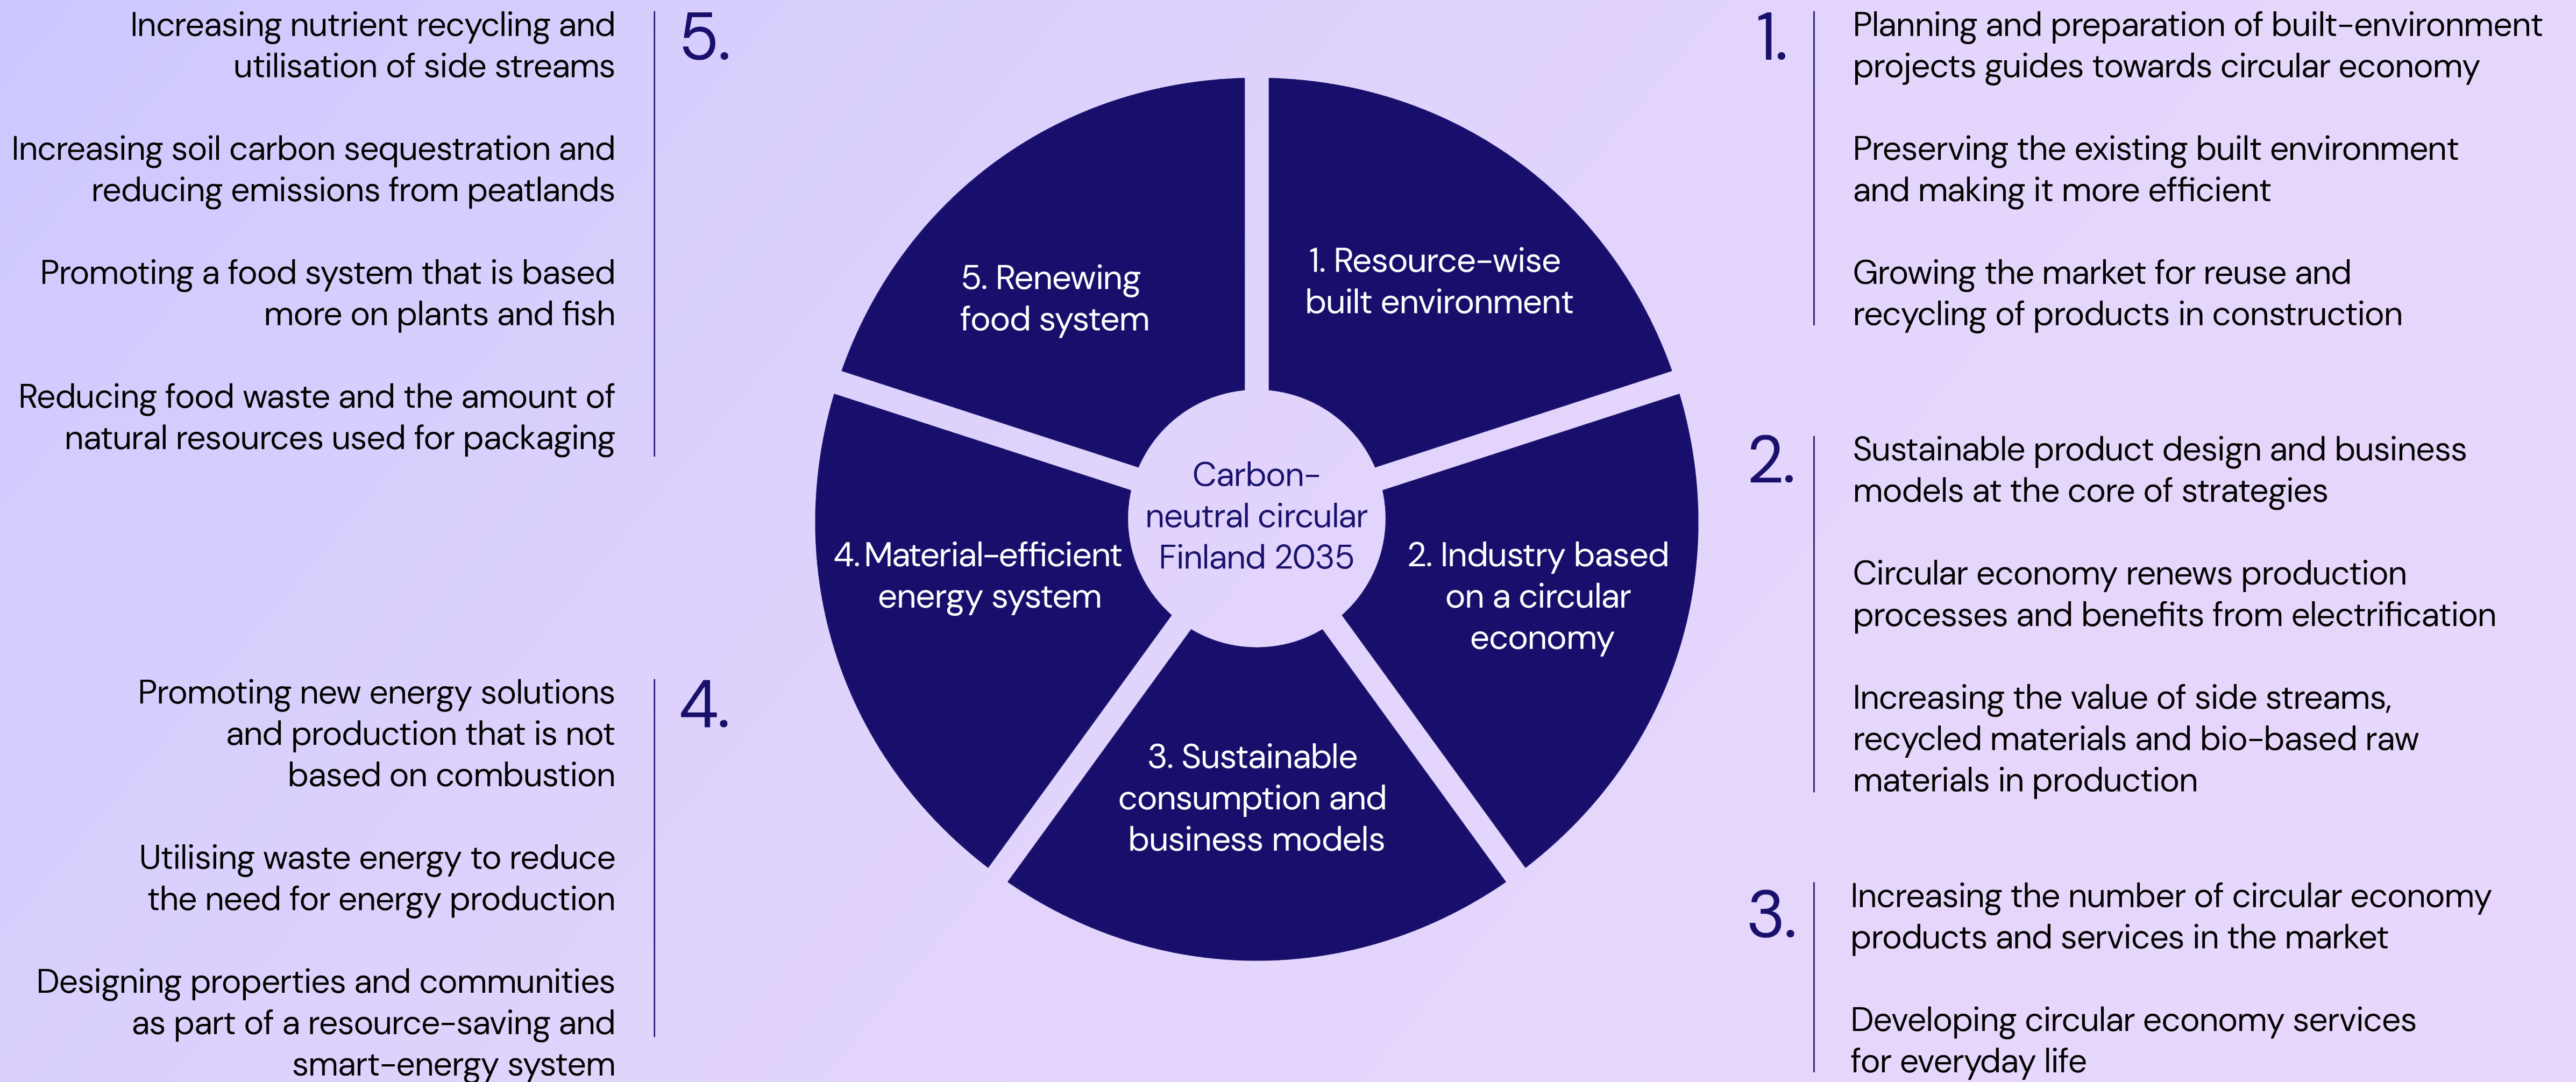 5.
Increasing nutrient recycling and
utilisation of side streams
Increasing soil carbon sequestration and
reducing emissions from peatlands
Promoting a food system that is based
more on plants and fish
Reducing food waste and the amount of
natural resources used for packaging
4.
Promoting new energy solutions
and production that is not
based on combustion
Utilising waste energy to reduce
the need for energy production
Designing properties and communities
as part of a resource-saving and
smart-energy system
5. Renewing
food system
1. Resource-wise
built environment
Carbon-
neutral circular
Finland 2035
4. Material-efficient
energy system
2. Industry based
on a circular
economy
3. Sustainable
consumption and
business models
1.
Planning and preparation of built-environment
projects guides towards circular economy
Preserving the existing built environment
and making it more efficient
Growing the market for reuse and
recycling of products in construction
2.
Sustainable product design and business
models at the core of strategies
Circular economy renews production
processes and benefits from electrification
Increasing the value of side streams,
recycled materials and bio-based raw
materials in production
3.
Increasing the number of circular economy
products and services in the market
Developing circular economy services
for everyday life